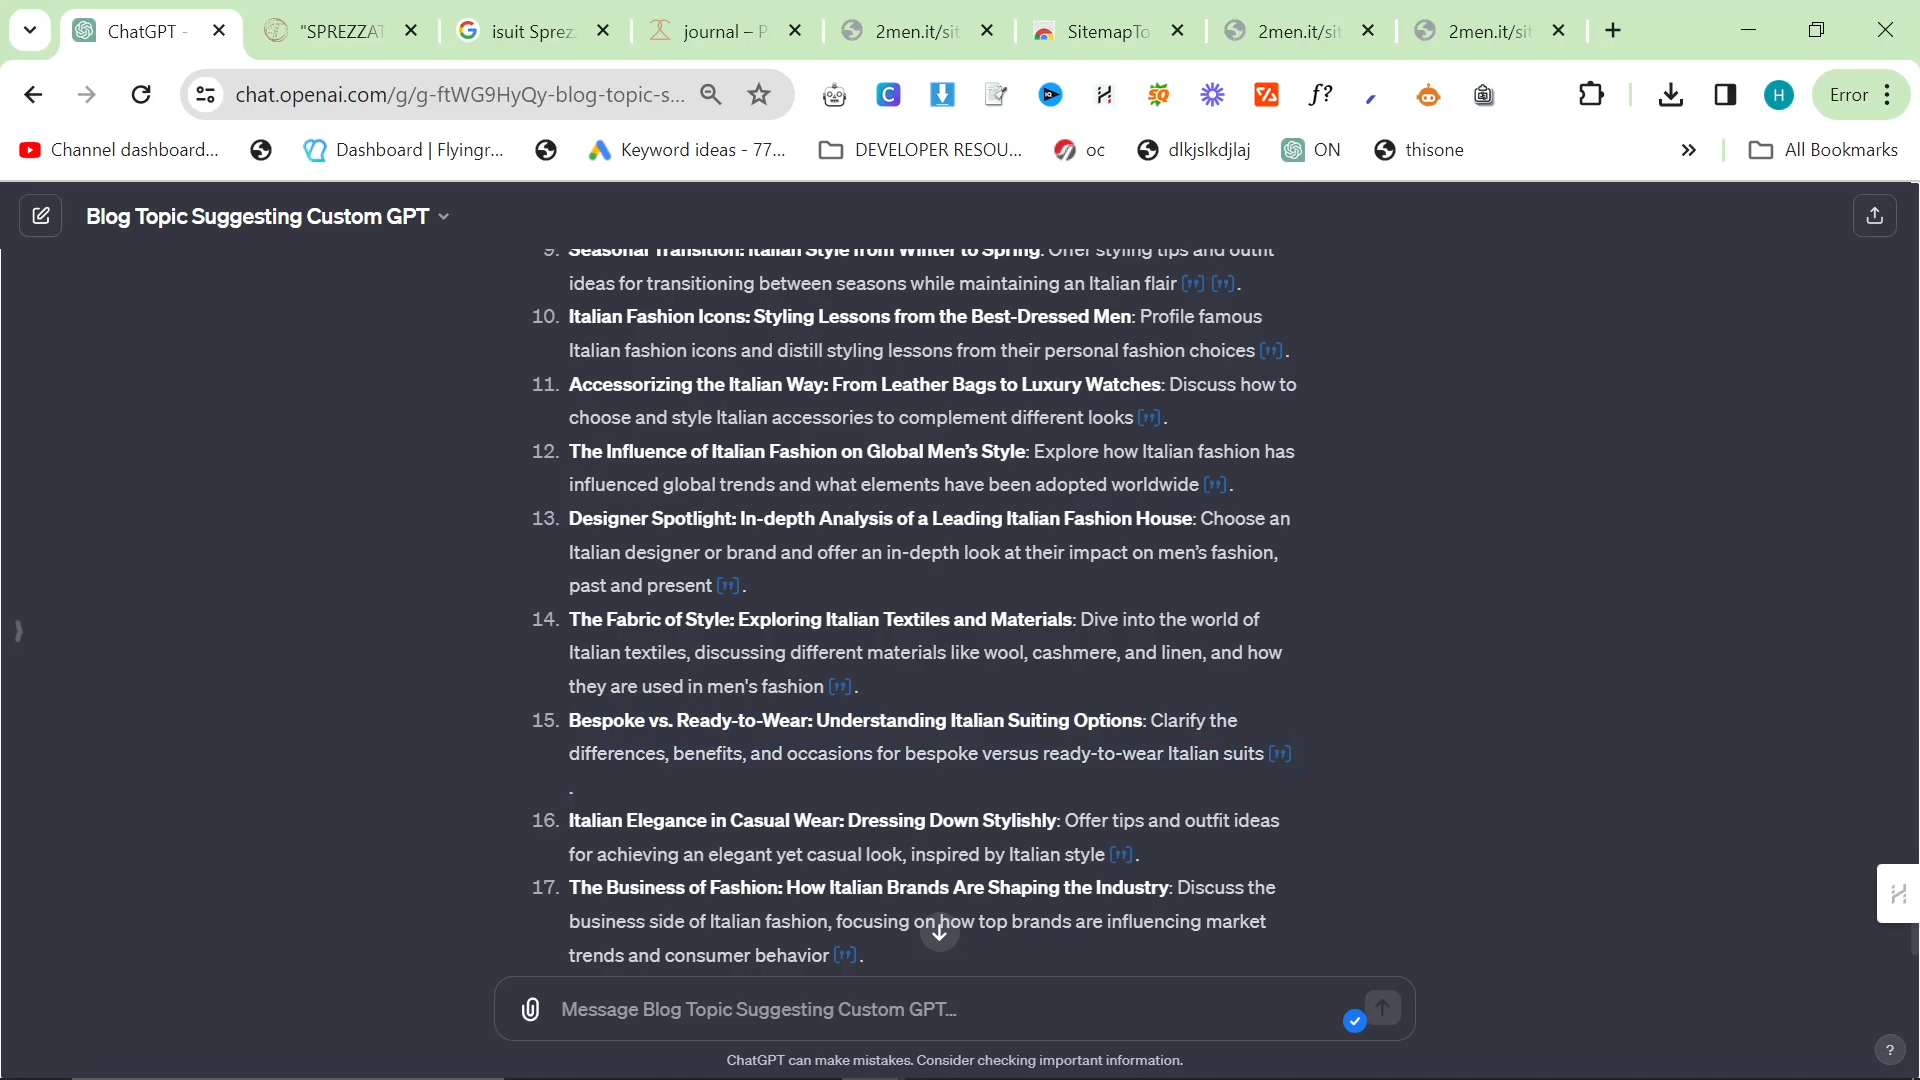 ChatGPT -
"SPREZZAT
isuit Sprez
journal – P
2men.it/sit
SitemapTo
2men.it/sit
2men.it/sit
chat.openai.com/g/g-ftWG9HyQy-blog-topic-s...
H
Error
Channel dashboard...
Dashboard | Flyingr...
Keyword ideas - 77...
DEVELOPER RESOU...
oc
dlkjslkdjlaj
ON
thisone
All Bookmarks
Blog Topic Suggesting Custom GPT
9. Seasonal Transition: Italian Style from Winter to Spring: Offer styling tips and outfit
ideas for transitioning between seasons while maintaining an Italian flair ["] ["].
10. Italian Fashion Icons: Styling Lessons from the Best-Dressed Men: Profile famous
Italian fashion icons and distill styling lessons from their personal fashion choices ["].
11. Accessorizing the Italian Way: From Leather Bags to Luxury Watches: Discuss how to
choose and style Italian accessories to complement different looks ["].
12. The Influence of Italian Fashion on Global Men's Style: Explore how Italian fashion has
influenced global trends and what elements have been adopted worldwide ["].
13. Designer Spotlight: In-depth Analysis of a Leading Italian Fashion House: Choose an
Italian designer or brand and offer an in-depth look at their impact on men's fashion,
past and present ["].
14. The Fabric of Style: Exploring Italian Textiles and Materials: Dive into the world of
Italian textiles, discussing different materials like wool, cashmere, and linen, and how
they are used in men's fashion ["].
15. Bespoke vs. Ready-to-Wear: Understanding Italian Suiting Options: Clarify the
differences, benefits, and occasions for bespoke versus ready-to-wear Italian suits ["]
.
16. Italian Elegance in Casual Wear: Dressing Down Stylishly: Offer tips and outfit ideas
for achieving an elegant yet casual look, inspired by Italian style ["].
17. The Business of Fashion: How Italian Brands Are Shaping the Industry: Discuss the
business side of Italian fashion, focusing on how top brands are influencing market
trends and consumer behavior ["].
Message Blog Topic Suggesting Custom GPT...
ChatGPT can make mistakes. Consider checking important information.
?